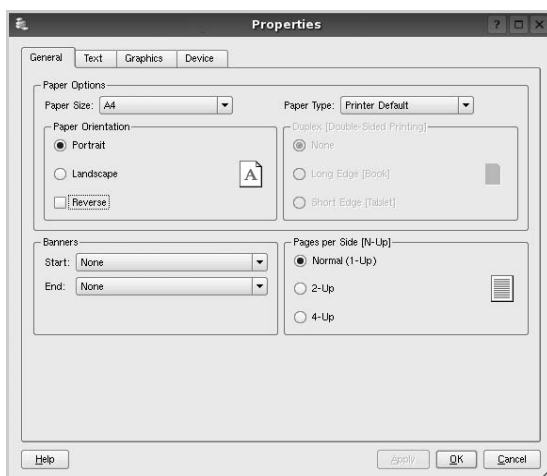 Properties
General Text Graphics Device
Paper Options
Paper Size: A4
Paper Type: Printer Default
Paper Orientation
Portrait
Landscape
Reverse
A
Duplex [Double-Sided Printing]
None
Long Edge [Book]
Short Edge [Tablet]
Banners
Start: None
End: None
Pages per Side [N-Up]
Normal (1-Up)
2-Up
4-Up
Help Apply OK Cancel